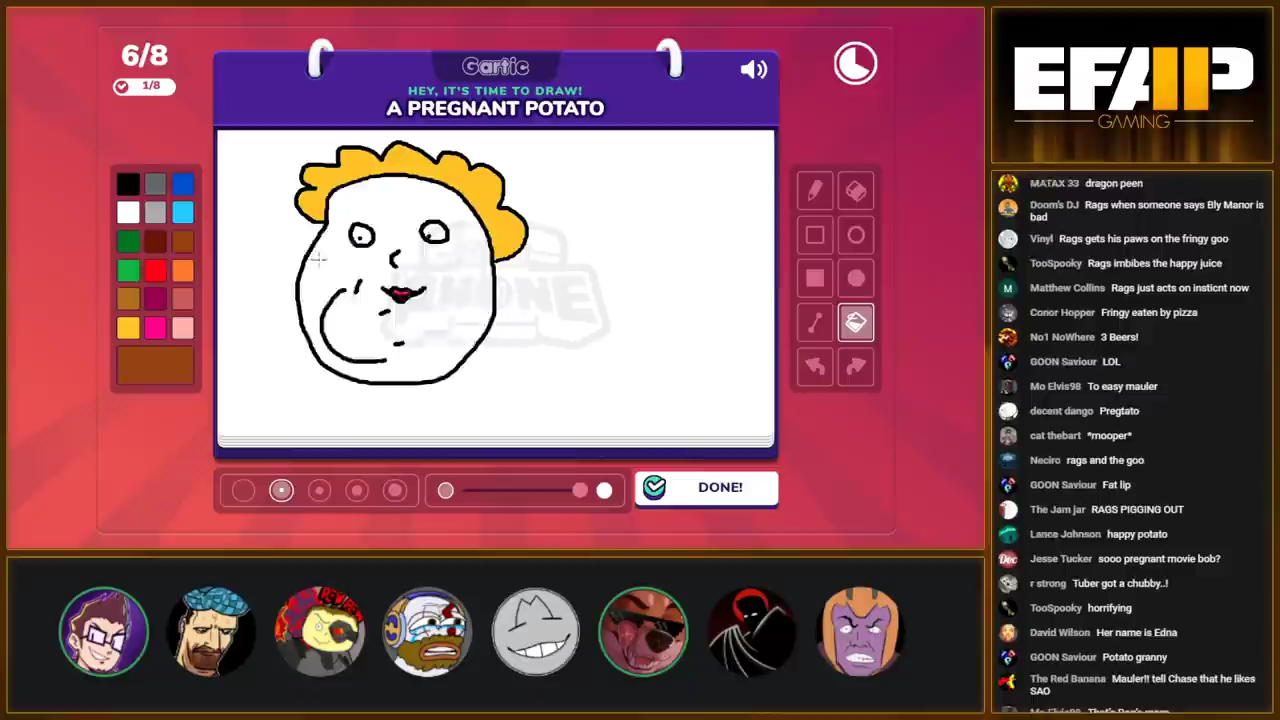 6/8
1/8
Gartic
HEY, IT'S TIME TO DRAW!
A PREGNANT POTATO
PHONE
DONE!
EFAP
GAMING
MATAX 33 dragon peen
Doom's DJ Rags when someone says Bly Manor is
bad
Vinyl Rags gets his paws on the fringy goo
TooSpooky Rags imbibes the happy juice
Matthew Collins Rags just acts on insticnt now
Conor Hopper Fringy eaten by pizza
No1 NoWhere 3 Beers!
GOON Saviour LOL
Mo Elvis98 To easy mauler
decent dango Pregtato
cat thebart *mooper*
Neciro rags and the goo
GOON Saviour Fat lip
The Jam jar RAGS PIGGING OUT
Lance Johnson happy potato
Jesse Tucker sooo pregnant movie bob?
r strong Tuber got a chubby..!
TooSpooky horrifying
David Wilson Her name is Edna
GOON Saviour Potato granny
The Red Banana Mauler!! tell Chase that he likes
SAO